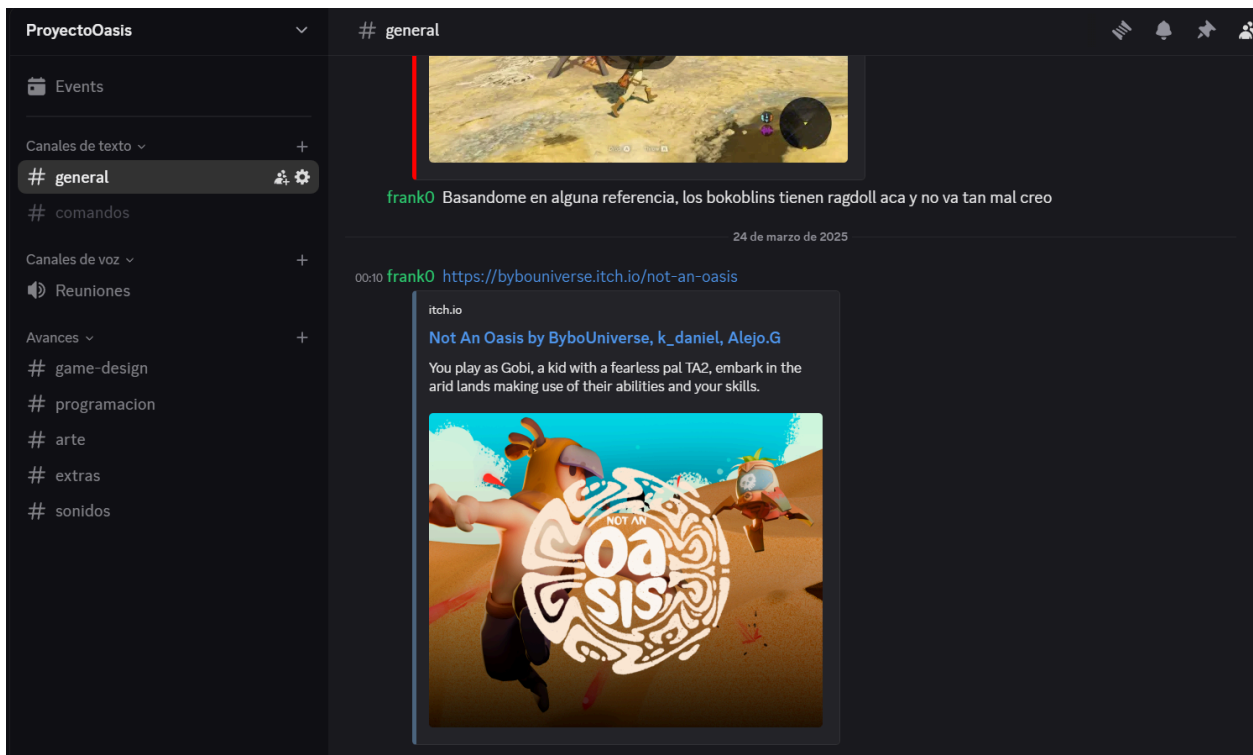 ProyectoOasis
Events
Canales de texto
# general
# comandos
Canales de voz
Reuniones
Avances
# game-design
# programacion
# arte
# extras
# sonidos
# general
frank0 Basandome en alguna referencia, los bokoblins tienen ragdoll aca y no va tan mal creo
24 de marzo de 2025
00:10 frank0 https://bybouniverse.itch.io/not-an-oasis
itch.io
Not An Oasis by ByboUniverse, k_daniel, Alejo.G
You play as Gobi, a kid with a fearless pal TA2, embark in the
arid lands making use of their abilities and your skills.
NOT AN
OASIS